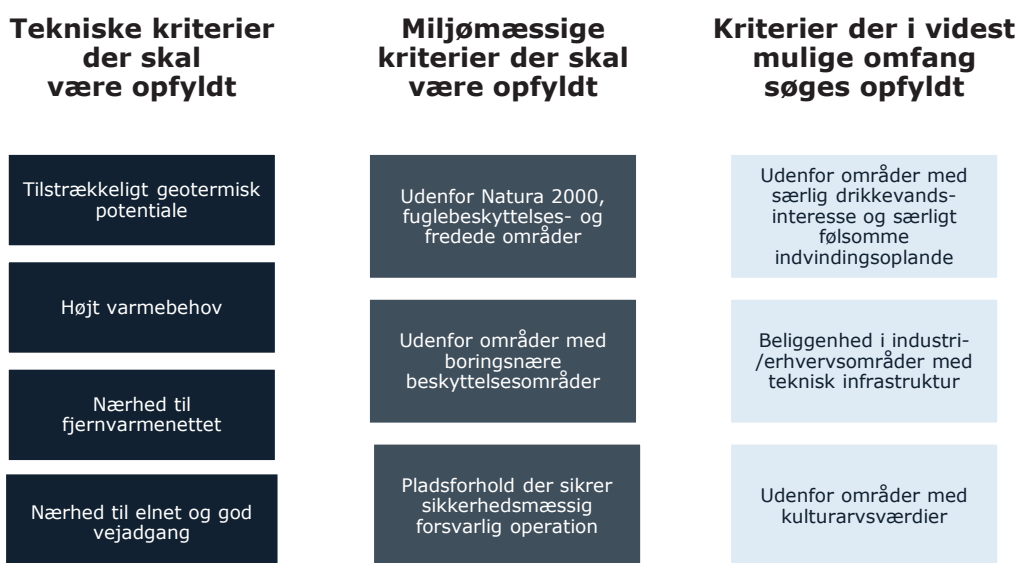 Tekniske kriterier
der skal
være opfyldt
Tilstrækkeligt geotermisk
potentiale
Højt varmebehov
Nærhed til
fjernvarmenettet
Nærhed til elnet og god
vejadgang
Miljømæssige
kriterier der skal
være opfyldt
Udenfor Natura 2000,
fuglebeskyttelses- og
fredede områder
Udenfor områder med
boringsnære
beskyttelsesområder
Pladsforhold der sikrer
sikkerhedsmæssig
forsvarlig operation
Kriterier der i videst
mulige omfang
søges opfyldt
Udenfor områder med
særlig drikkevands-
interesse og særligt
følsomme
indvindingsoplande
Beliggenhed i industri-
/erhvervsområder med
teknisk infrastruktur
Udenfor områder med
kulturarvsværdier